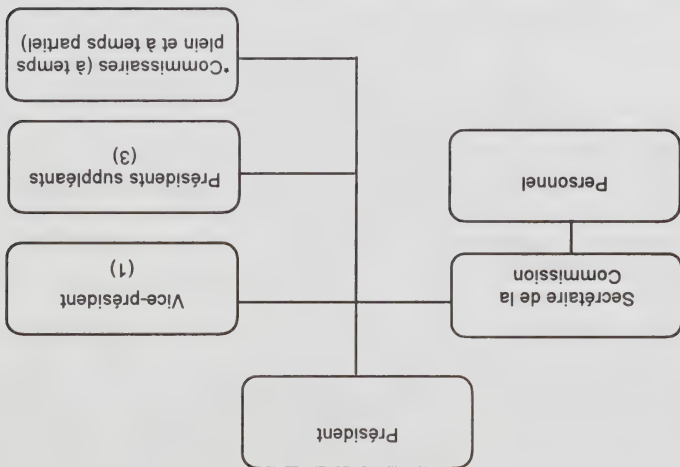 Président
Secrétaire de la
Commission
Vice-président
(1)
Personnel
Présidents suppléants
(3)
*Commissaires (à temps
plein et à temps partiel)